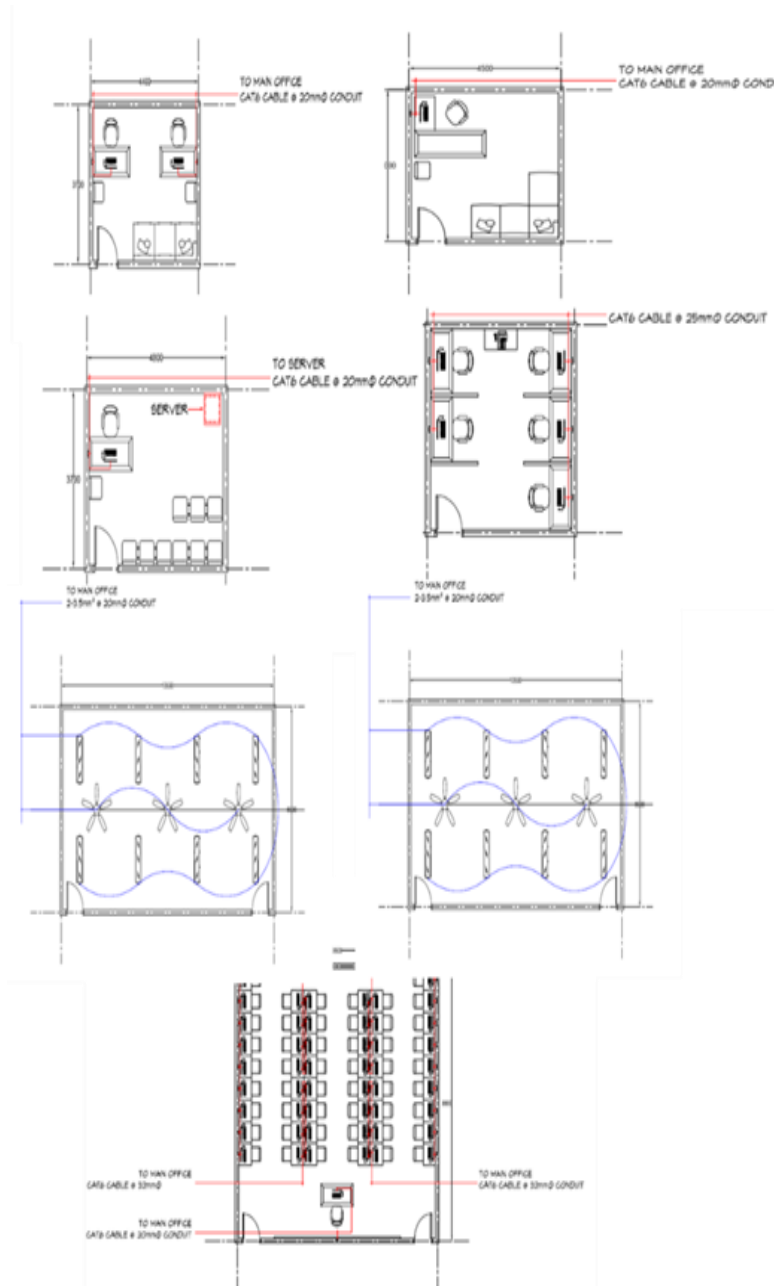 TO MAIN OFFICE
CAT6 CABLE @ 20mmØ CONDUIT
TO MAIN OFFICE
CAT6 CABLE @ 20mmØ COND
6500
CAT6 CABLE @ 25mmØ CONDUIT
TO SERVER
CAT6 CABLE @ 20mmØ CONDUIT
SERVER
3700
TO MAIN OFFICE
2-3.5mm² @ 20mmØ CONDUIT
TO MAIN OFFICE
2-3.5mm² @ 20mmØ CONDUIT
TO MAIN OFFICE
CAT6 CABLE @
TO MAIN OFFICE
CAT6 CABLE @
CONDUIT
TO MAIN OFFICE
CAT6 CABLE @ 20mmØ CONDUIT